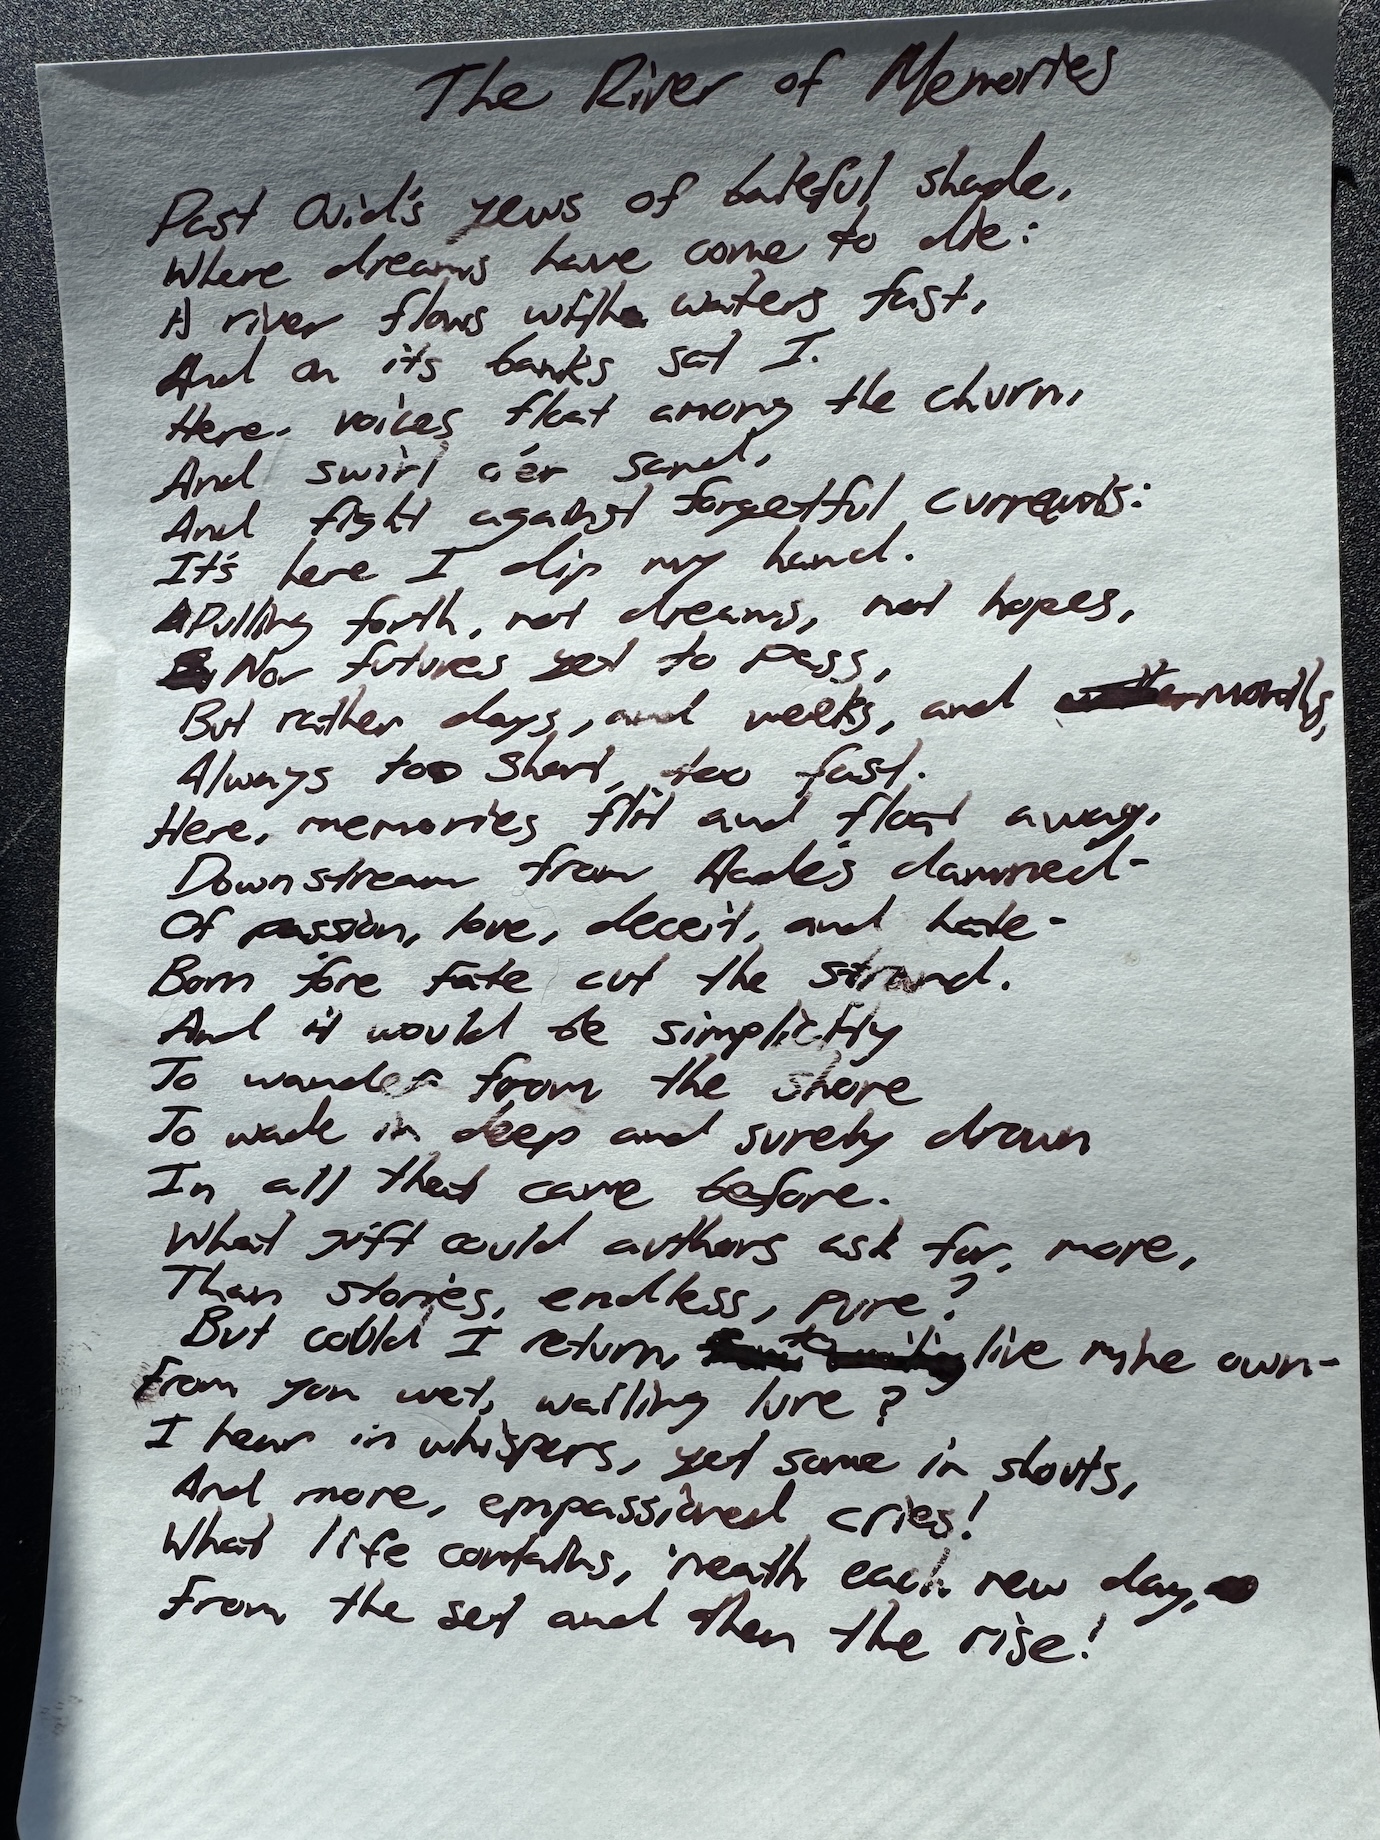 The River of Memories
Past Ovid's yews of baleful shade,
Where dreams have come to die:
A river flows with waters fast,
And on its banks sat I.
Here, voices float among the churn,
And swirl o'er sand,
And fight against forgetful currents:
It's here I dip my hand.
Pulling forth, not dreams, not hopes,
Nor futures yet to pass,
But rather days, and weeks, and months,
Always too short, too fast.
Here, memories flit and float away,
Downstream from Hade's damned-
Of passion, love, deceit, and hate-
Born 'fore Fate cut the strand.
And it would be simplicity
To wander from the shore
To wade in deep and surely drown
In all that came before.
What gift could authors ask for, more,
Than stories, endless, pure?
But could I return, live mine own-
From yon wet, wailing lure?
I hear in whispers, yet some in shouts,
And more, empassioned cries!
What life contains, 'neath each new day,
From the set and then the rise!